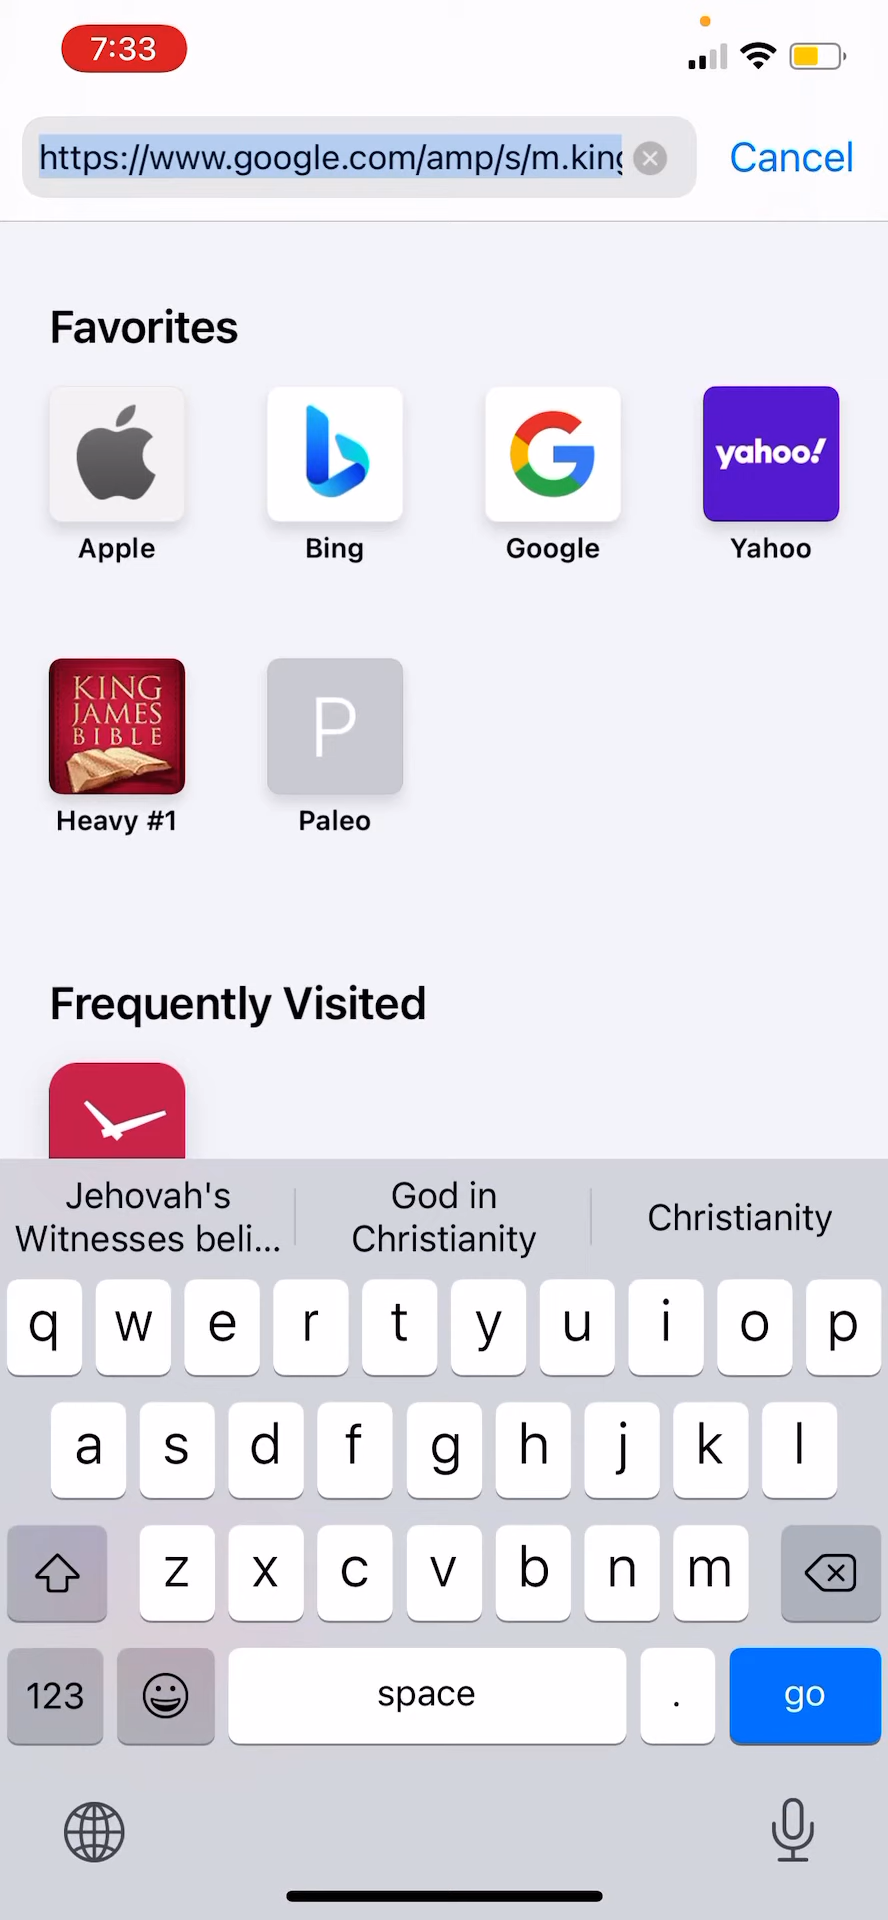 7:33
https://www.google.com/amp/s/m.king
Cancel
Favorites
yahoo!
Apple
Bing
Google
Yahoo
KING
JAMES
BIBLE
P
Heavy #1
Paleo
Frequently Visited
Jehovah's
Witnesses beli...
God in
Christianity
Christianity
q w e r t y u i o p
a s d f g h j k l
z x c v b n m
123
space
.
go